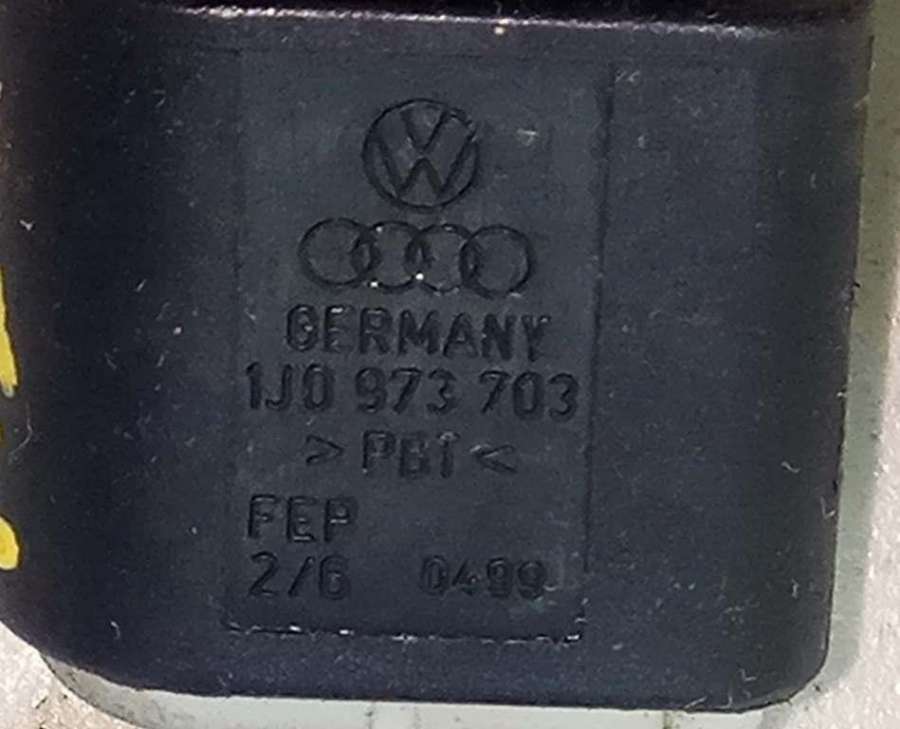 GERMANY
1J0 973 703
> PBT <
FEP
2/6 0499